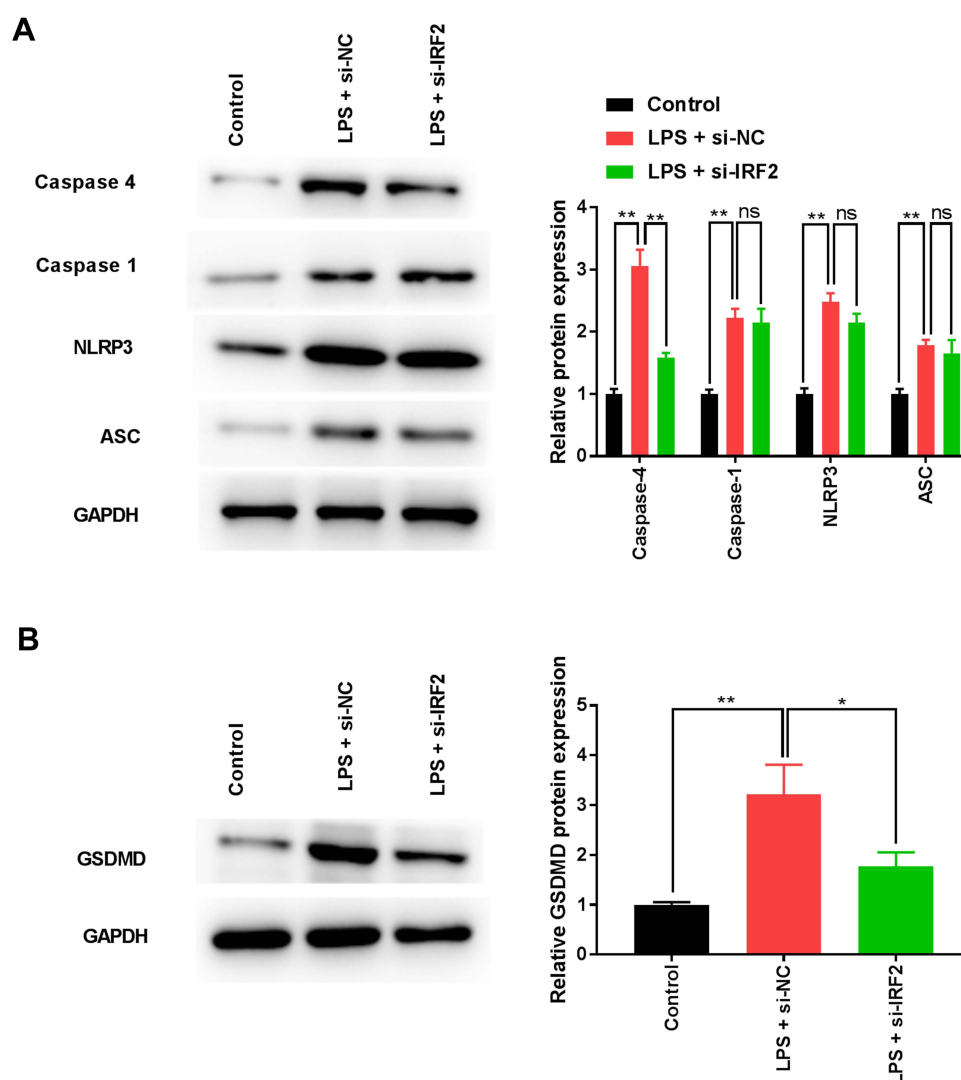 A
Control
LPS + si-NC
LPS + si-IRF2
Caspase 4
Caspase 1
NLRP3
ASC
GAPDH
Control
LPS + si-NC
LPS + si-IRF2
Relative protein expression
4
3
2
1
0
** **
** ns
** ns
** ns
Caspase-4
Caspase-1
NLRP3
ASC
B
Control
LPS + si-NC
LPS + si-IRF2
GSDMD
GAPDH
Relative GSDMD protein expression
5
4
3
2
1
0
** *
Control
LPS + si-NC
LPS + si-IRF2